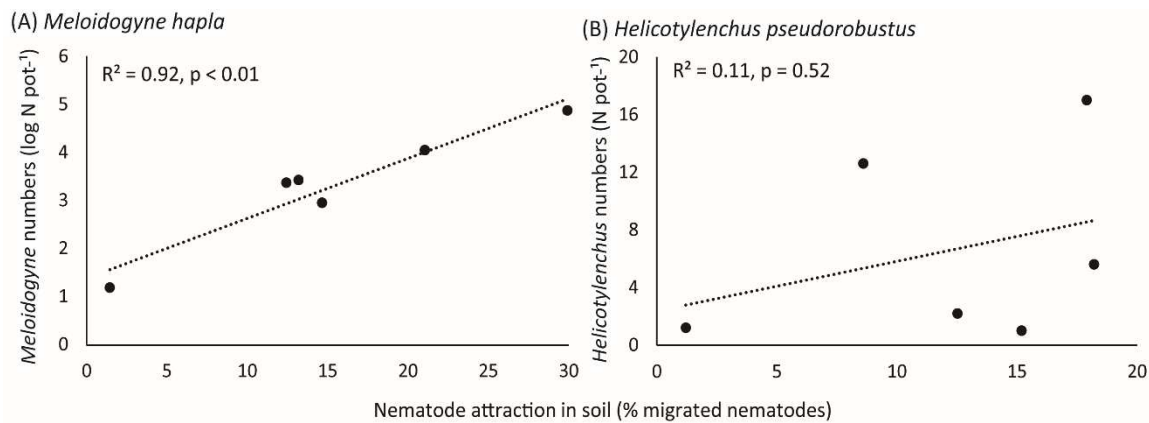 (A) Meloidogyne hapla
R² = 0.92, p < 0.01
Meloidogyne numbers (log N pot⁻¹)
6
5
4
3
2
1
0
0 5 10 15 20 25 30
(B) Helicotylenchus pseudorobustus
R² = 0.11, p = 0.52
Helicotylenchus numbers (N pot⁻¹)
20
16
12
8
4
0
0 5 10 15 20
Nematode attraction in soil (% migrated nematodes)